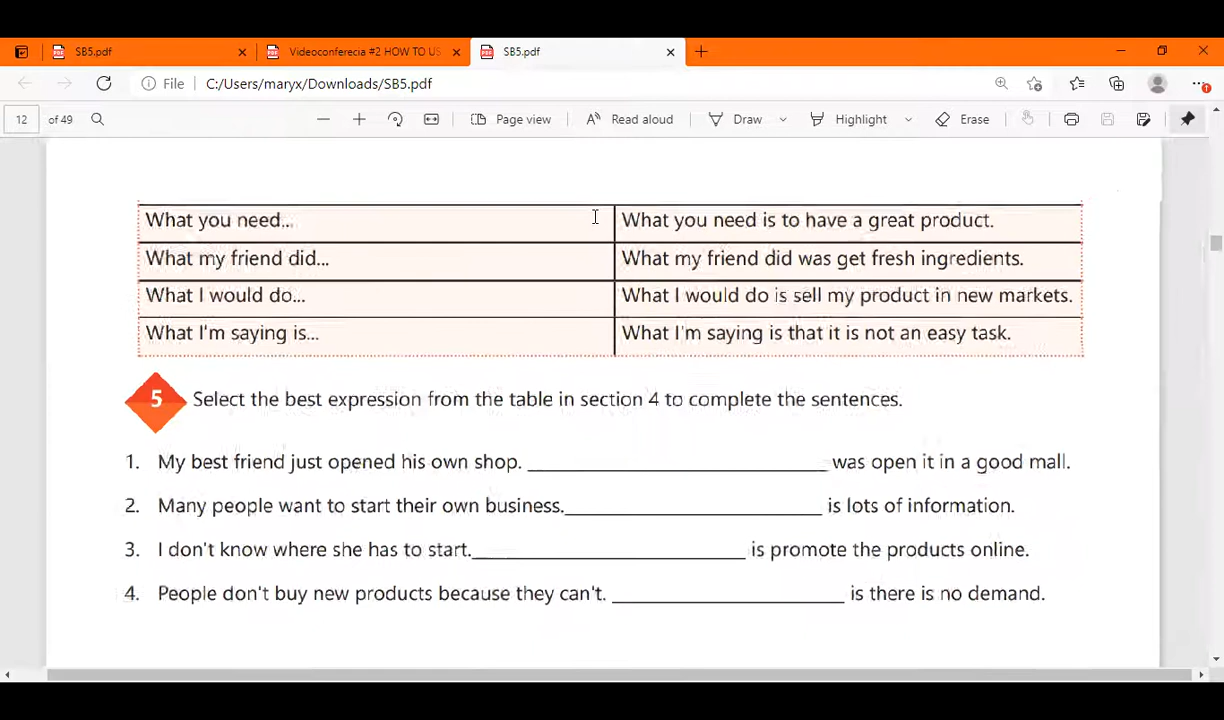 SB5.pdf
Videoconferecia #2 HOW TO US
SB5.pdf
File C:/Users/maryx/Downloads/SB5.pdf
12 of 49 Page view Read aloud Draw Highlight Erase
What you need... What you need is to have a great product.
What my friend did... What my friend did was get fresh ingredients.
What I would do... What I would do is sell my product in new markets.
What I'm saying is... What I'm saying is that it is not an easy task.
5 Select the best expression from the table in section 4 to complete the sentences.
1. My best friend just opened his own shop. ______________________________ was open it in a good mall.
2. Many people want to start their own business.__________________________ is lots of information.
3. I don't know where she has to start.____________________________ is promote the products online.
4. People don't buy new products because they can't. ________________________ is there is no demand.